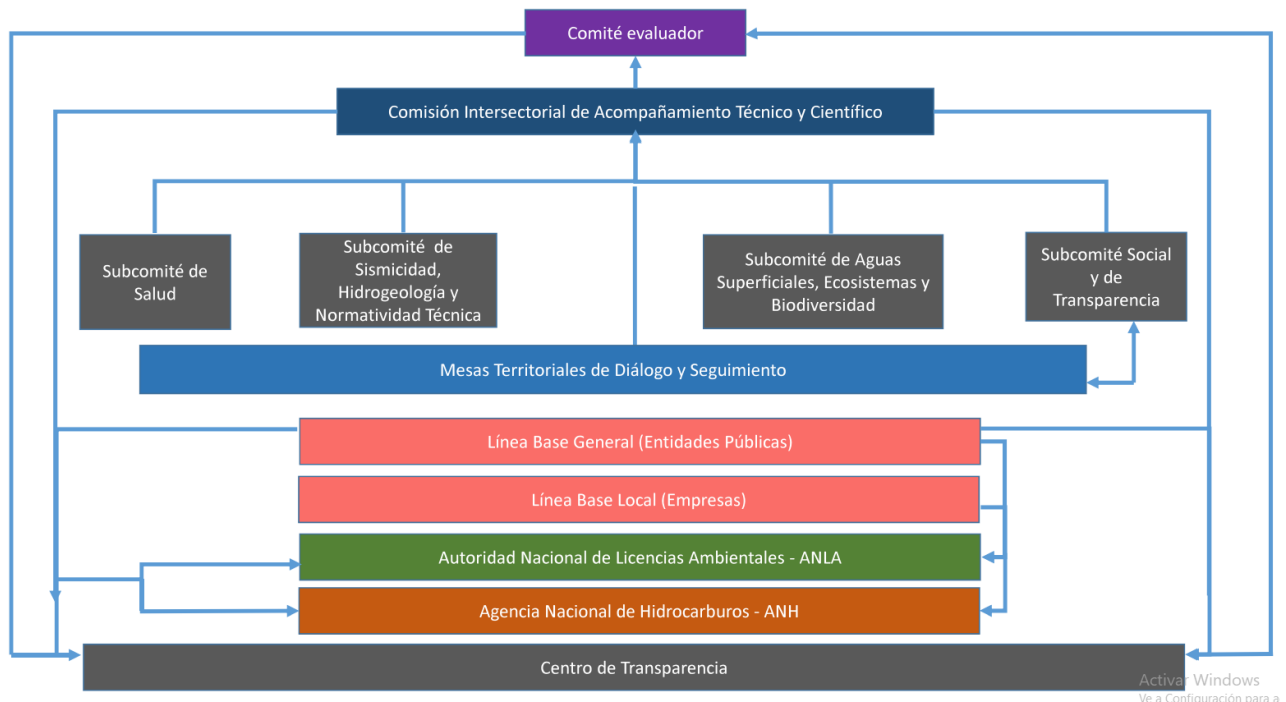 Comité evaluador
Comisión Intersectorial de Acompañamiento Técnico y Científico
Subcomité de
Salud
Subcomité de
Sismicidad,
Hidrogeología y
Normatividad Técnica
Subcomité de Aguas
Superficiales, Ecosistemas y
Biodiversidad
Subcomité Social
y de
Transparencia
Mesas Territoriales de Diálogo y Seguimiento
Línea Base General (Entidades Públicas)
Línea Base Local (Empresas)
Autoridad Nacional de Licencias Ambientales - ANLA
Agencia Nacional de Hidrocarburos - ANH
Centro de Transparencia
Activar Windows
Ve a Configuración para a